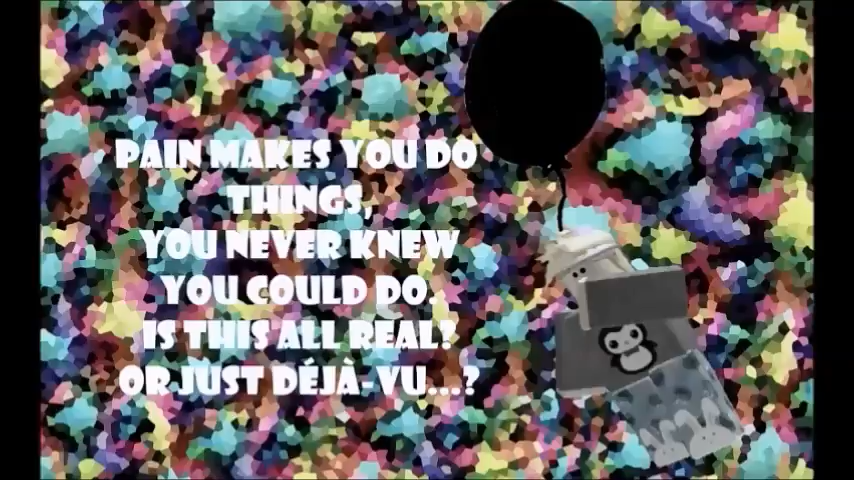 PAIN MAKES YOU DO
THINGS,
YOU NEVER KNEW
YOU COULD DO.
IS THIS ALL REAL?
OR JUST DÉJÀ-VU...?